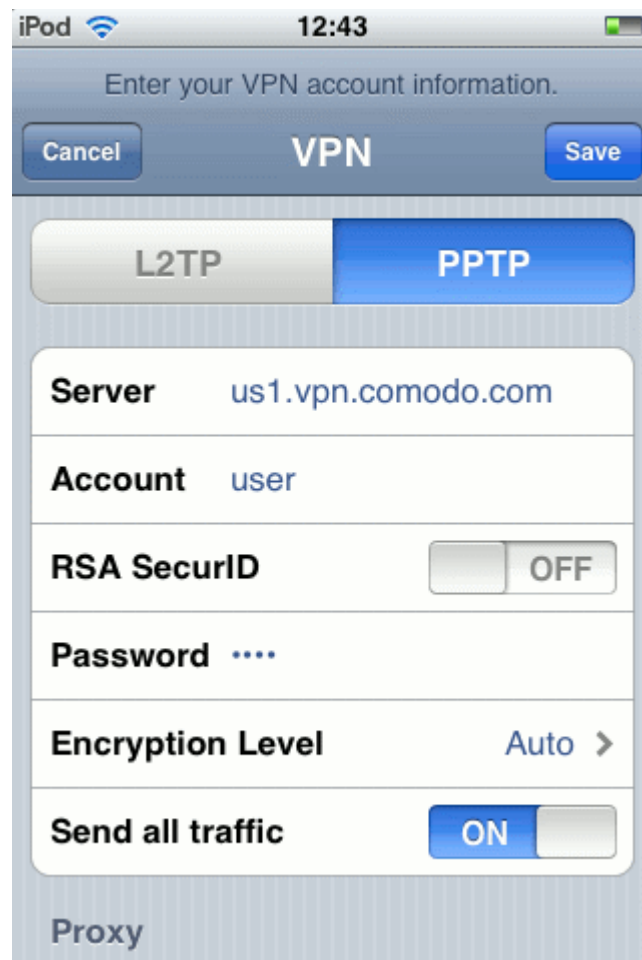 iPod 12:43
Enter your VPN account information.
Cancel VPN Save
L2TP PPTP
Server us1.vpn.comodo.com
Account user
RSA SecurID OFF
Password ••••
Encryption Level Auto
Send all traffic ON
Proxy